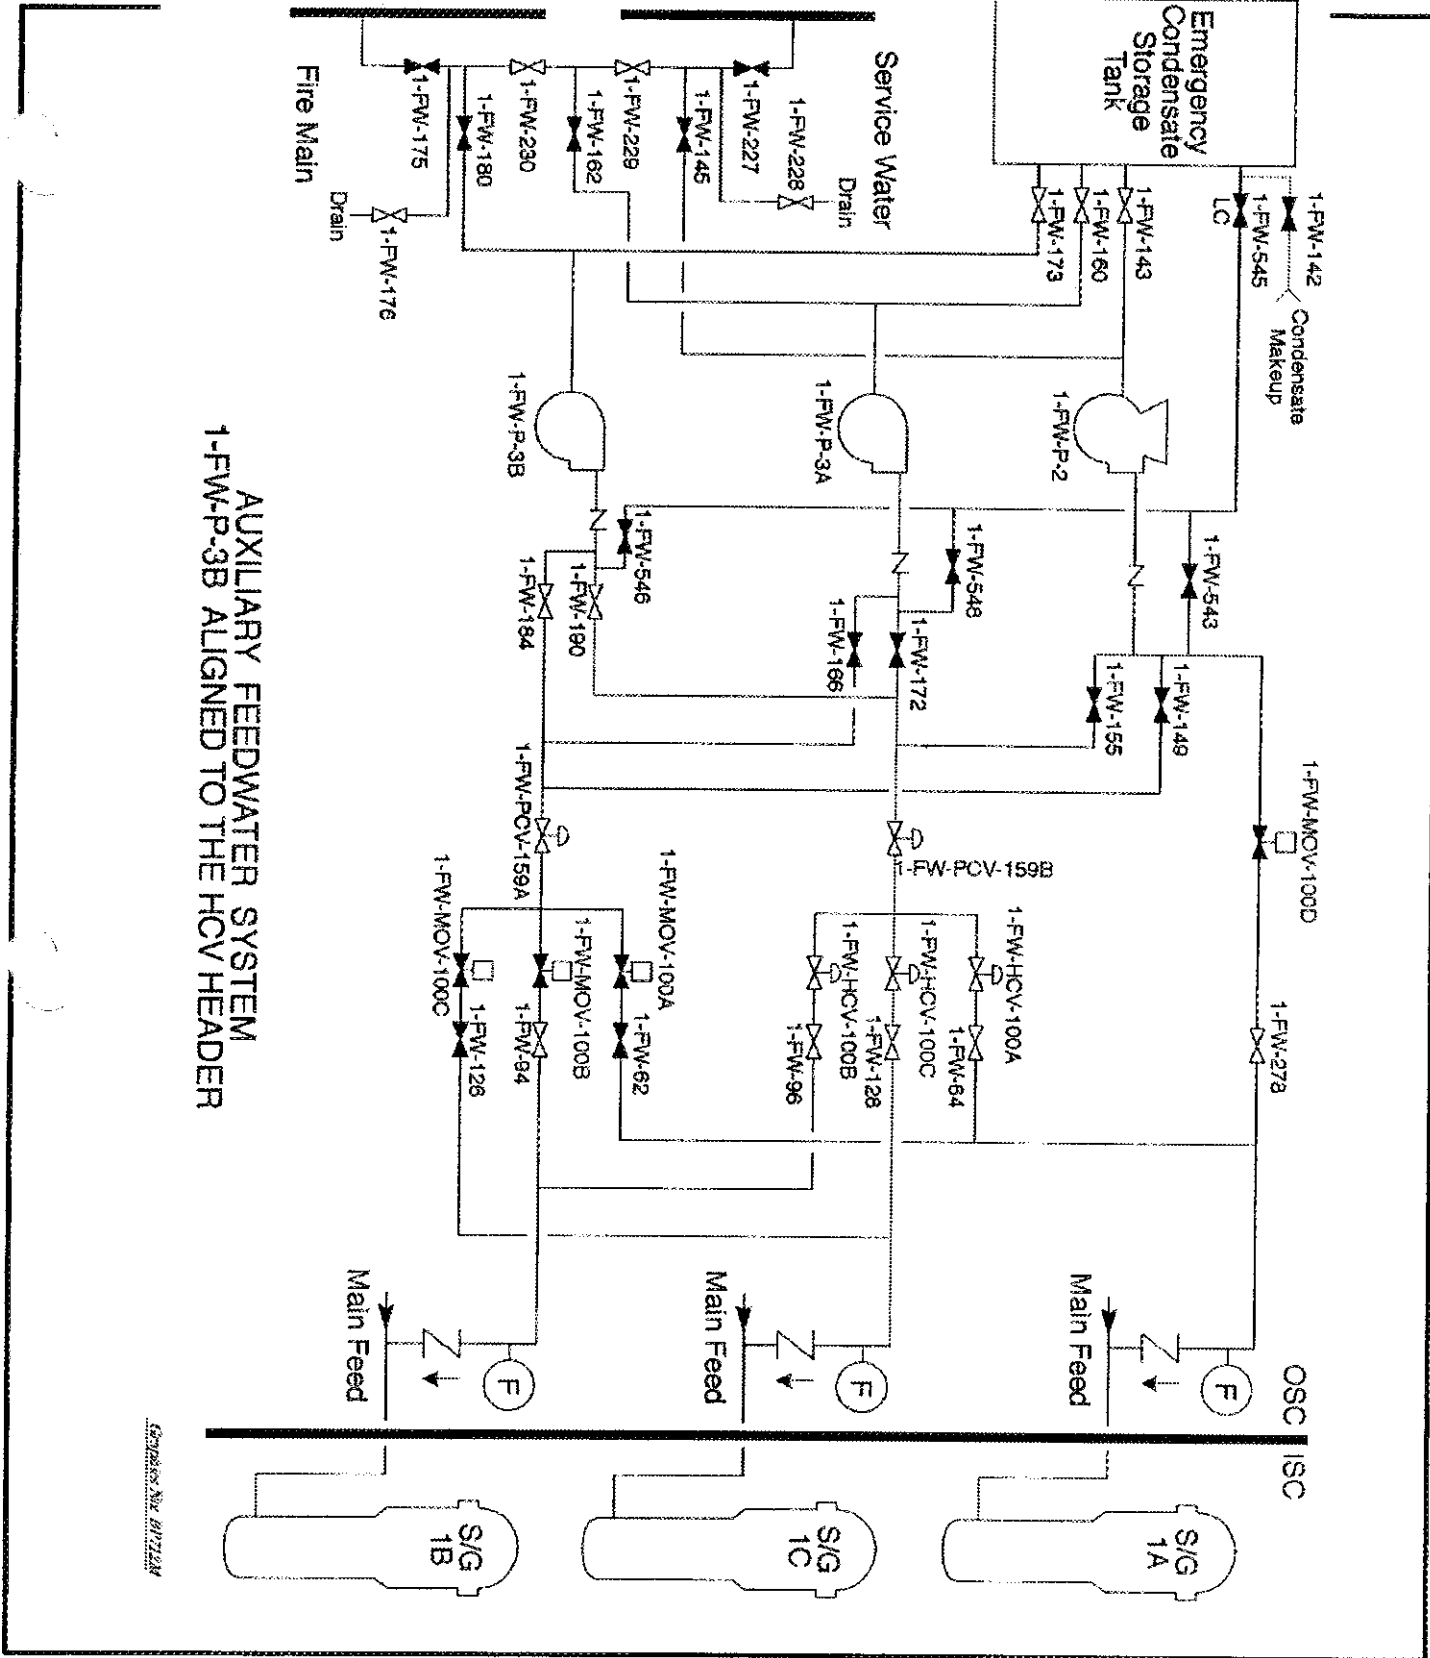 Emergency
Condensate
Storage
Tank
1-FW-142
Condensate
Makeup
1-FW-545
LC
1-FW-143
1-FW-160
1-FW-173
Service Water
1-FW-228
Drain
1-FW-227
1-FW-145
1-FW-229
1-FW-162
1-FW-230
1-FW-180
1-FW-175
Fire Main
Drain
1-FW-176
1-FW-P-2
1-FW-P-3A
1-FW-P-3B
1-FW-543
1-FW-548
1-FW-546
1-FW-149
1-FW-155
1-FW-172
1-FW-166
1-FW-190
1-FW-184
1-FW-MOV-100D
1-FW-PCV-159B
1-FW-PCV-159A
1-FW-278
1-FW-HCV-100A
1-FW-64
1-FW-HCV-100C
1-FW-128
1-FW-HCV-100B
1-FW-96
1-FW-MOV-100A
1-FW-62
1-FW-MOV-100B
1-FW-94
1-FW-MOV-100C
1-FW-126
OSC
ISC
F
F
F
Main Feed
Main Feed
Main Feed
S/G
1A
S/G
1C
S/G
1B
AUXILIARY FEEDWATER SYSTEM
1-FW-P-3B ALIGNED TO THE HCV HEADER